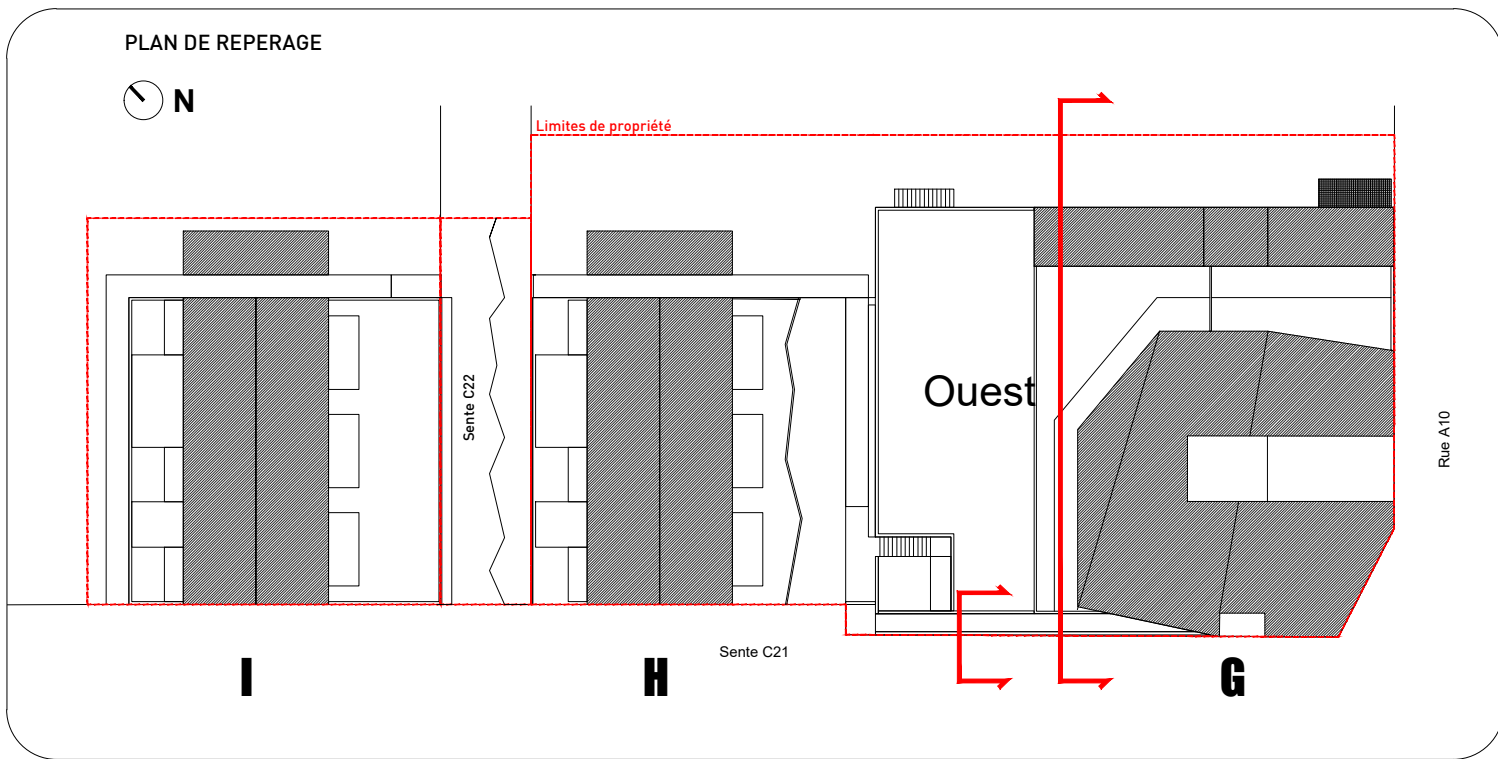 PLAN DE REPERAGE
N
Limites de propriété
Sente C22
Ouest
Rue A10
Sente C21
I
H
G